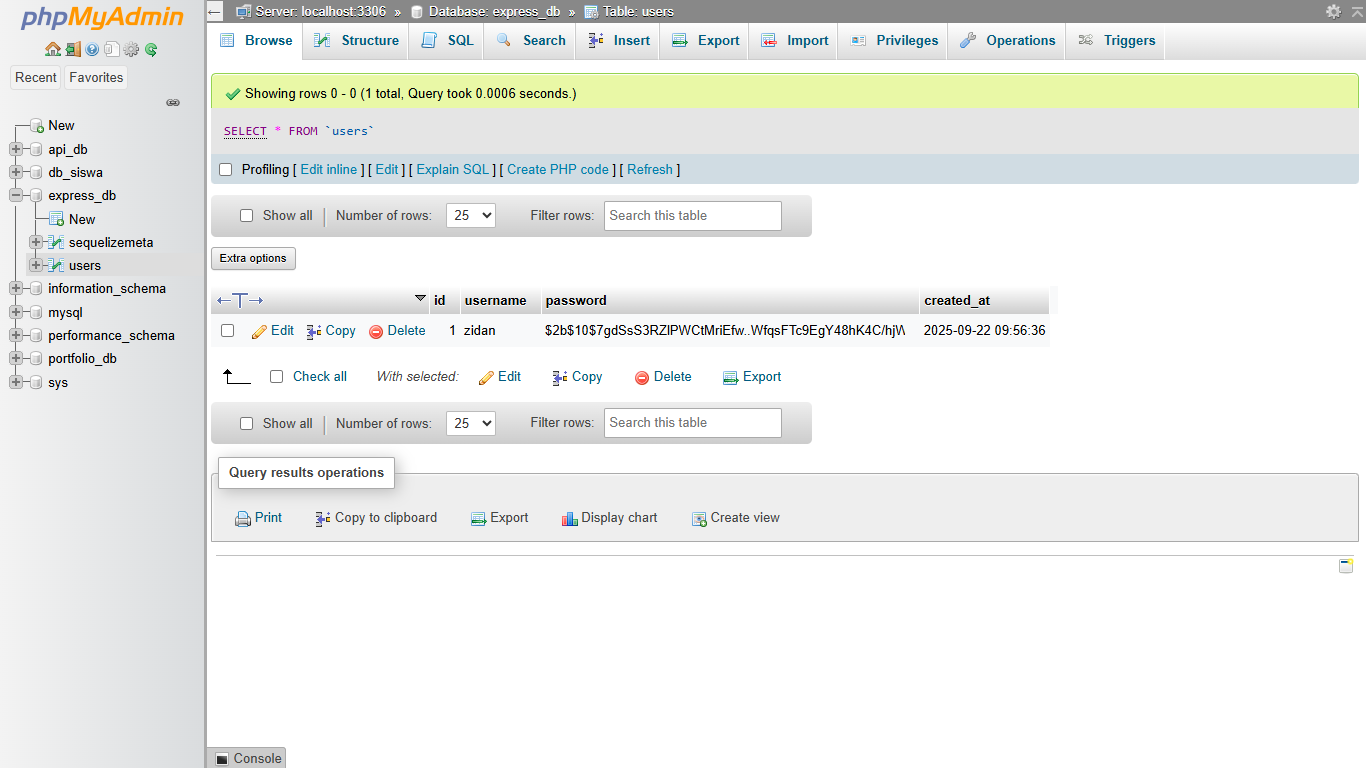 phpMyAdmin
Recent Favorites
New
api_db
db_siswa
express_db
New
sequelizemeta
users
information_schema
mysql
performance_schema
portfolio_db
sys
Server: localhost:3306 » Database: express_db » Table: users
Browse Structure SQL Search Insert Export Import Privileges Operations Triggers
Showing rows 0 - 0 (1 total, Query took 0.0006 seconds.)
SELECT * FROM `users`
Profiling [ Edit inline ] [ Edit ] [ Explain SQL ] [ Create PHP code ] [ Refresh ]
Show all Number of rows: 25 Filter rows: Search this table
Extra options
id username password created_at
Edit Copy Delete 1 zidan $2b$10$7gdSsS3RZlPWCtMriEfw..WfqsFTc9EgY48hK4C/hjW 2025-09-22 09:56:36
Check all With selected: Edit Copy Delete Export
Show all Number of rows: 25 Filter rows: Search this table
Query results operations
Print Copy to clipboard Export Display chart Create view
Console